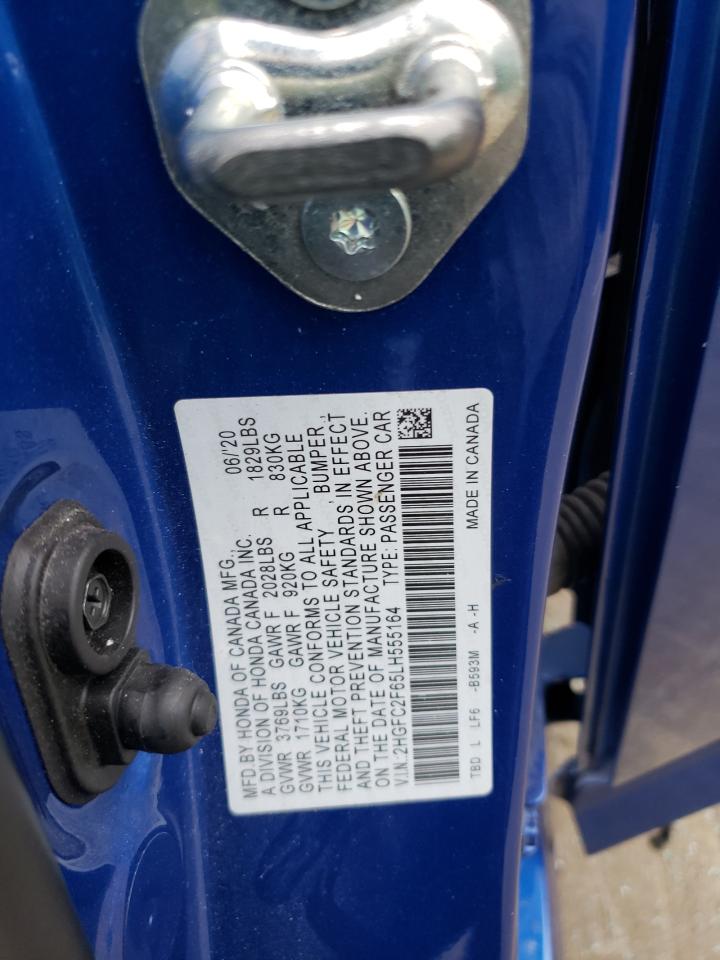 MFD.BY HONDA OF CANADA MFG., 06/'20
A DIVISION OF HONDA CANADA INC.
GVWR 3769LBS GAWR F 2028LBS R 1829LBS
GVWR 1710KG GAWR F 920KG R 830KG
THIS VEHICLE CONFORMS TO ALL APPLICABLE
FEDERAL MOTOR VEHICLE SAFETY, BUMPER,
AND THEFT PREVENTION STANDARDS IN EFFECT
ON THE DATE OF MANUFACTURE SHOWN ABOVE.
V.I.N.:2HGFC2F65LH555164 TYPE: PASSENGER CAR
TBD L LF6 -B593M -A -H MADE IN CANADA